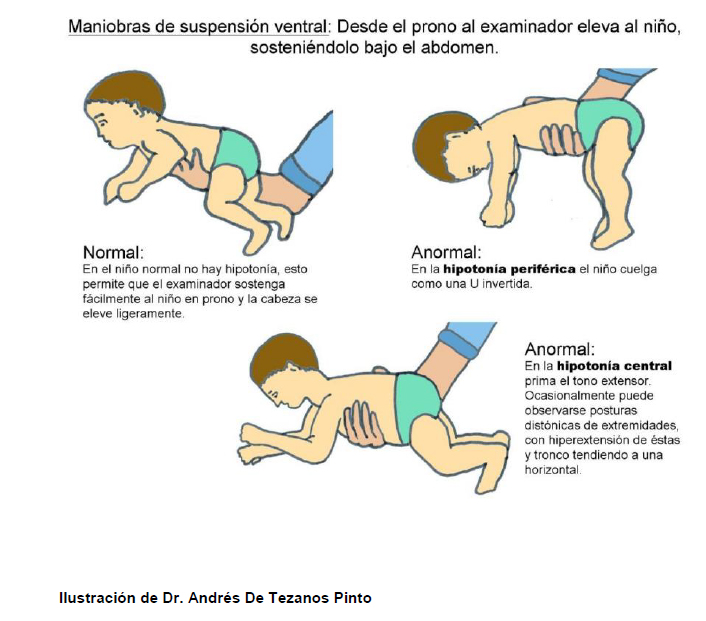 Maniobras de suspensión ventral: Desde el prono al examinador eleva al niño,
sosteniéndolo bajo el abdomen.
Normal:
En el niño normal no hay hipotonía, esto
permite que el examinador sostenga
fácilmente al niño en prono y la cabeza se
eleve ligeramente.
Anormal:
En la hipotonía periférica el niño cuelga
como una U invertida.
Anormal:
En la hipotonía central
prima el tono extensor.
Ocasionalmente puede
observarse posturas
distónicas de extremidades,
con hiperextensión de éstas
y tronco tendiendo a una
horizontal.
Ilustración de Dr. Andrés De Tezanos Pinto